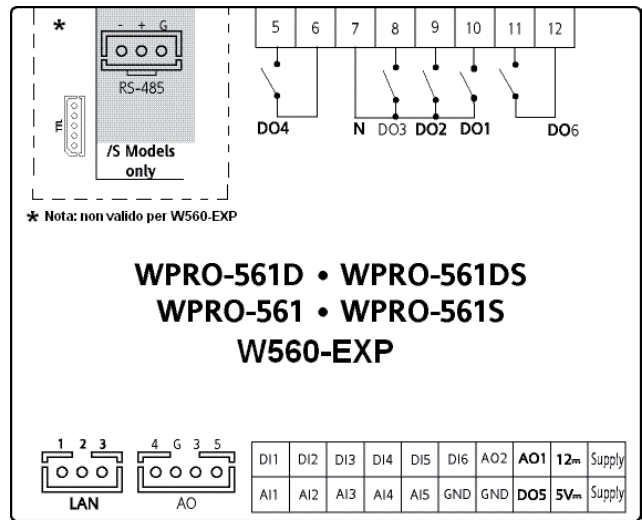 * - + G
RS-485
TTL
/S Models
only
* Nota: non valido per W560-EXP
5 6 7 8 9 10 11 12
DO4 N DO3 DO2 DO1 DO6
WPRO-561D • WPRO-561DS
WPRO-561 • WPRO-561S
W560-EXP
1 2 3
LAN
4 G 3 5
AO
DI1 DI2 DI3 DI4 DI5 DI6 AO2 AO1 12⎓ Supply
AI1 AI2 AI3 AI4 AI5 GND GND DO5 5V⎓ Supply